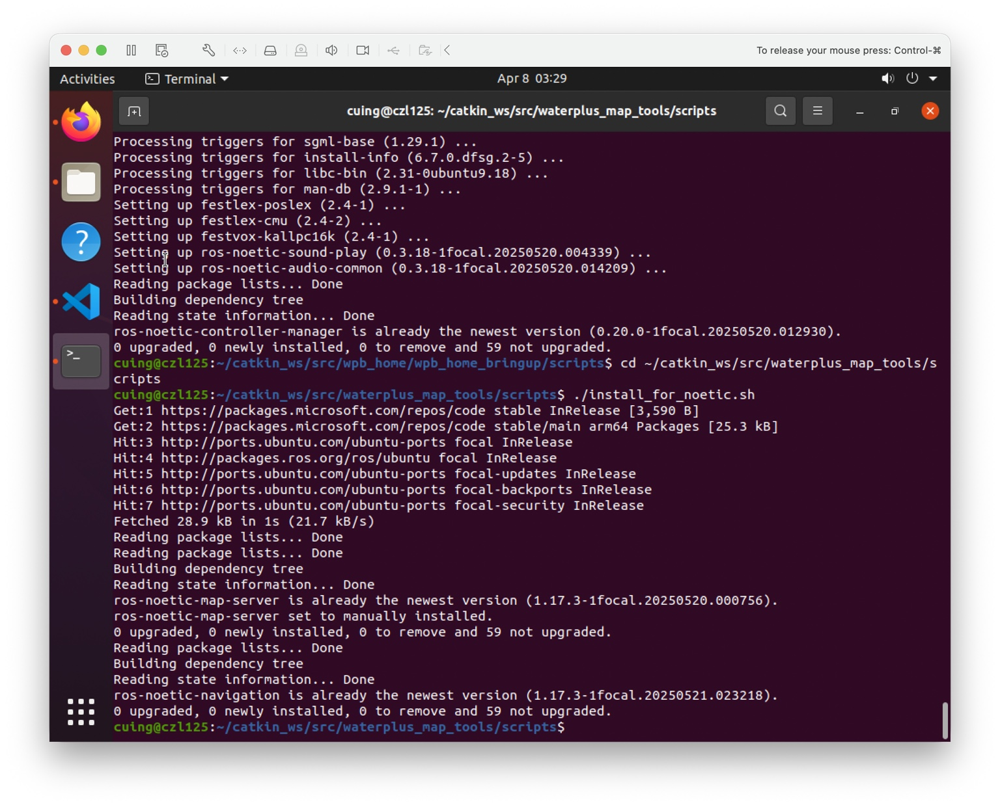 To release your mouse press: Control-⌘
Activities
Terminal
Apr 8 03:29
cuing@czl125: ~/catkin_ws/src/waterplus_map_tools/scripts
Processing triggers for sgml-base (1.29.1) ...
Processing triggers for install-info (6.7.0.dfsg.2-5) ...
Processing triggers for libc-bin (2.31-0ubuntu9.18) ...
Processing triggers for man-db (2.9.1-1) ...
Setting up festlex-poslex (2.4-1) ...
Setting up festlex-cmu (2.4-2) ...
Setting up festvox-kallpc16k (2.4-1) ...
Setting up ros-noetic-sound-play (0.3.18-1focal.20250520.004339) ...
Setting up ros-noetic-audio-common (0.3.18-1focal.20250520.014209) ...
Reading package lists... Done
Building dependency tree
Reading state information... Done
ros-noetic-controller-manager is already the newest version (0.20.0-1focal.20250520.012930).
0 upgraded, 0 newly installed, 0 to remove and 59 not upgraded.
cuing@czl125:~/catkin_ws/src/wpb_home/wpb_home_bringup/scripts$ cd ~/catkin_ws/src/waterplus_map_tools/s
cripts
cuing@czl125:~/catkin_ws/src/waterplus_map_tools/scripts$ ./install_for_noetic.sh
Get:1 https://packages.microsoft.com/repos/code stable InRelease [3,590 B]
Get:2 https://packages.microsoft.com/repos/code stable/main arm64 Packages [25.3 kB]
Hit:3 http://ports.ubuntu.com/ubuntu-ports focal InRelease
Hit:4 http://packages.ros.org/ros/ubuntu focal InRelease
Hit:5 http://ports.ubuntu.com/ubuntu-ports focal-updates InRelease
Hit:6 http://ports.ubuntu.com/ubuntu-ports focal-backports InRelease
Hit:7 http://ports.ubuntu.com/ubuntu-ports focal-security InRelease
Fetched 28.9 kB in 1s (21.7 kB/s)
Reading package lists... Done
Reading package lists... Done
Building dependency tree
Reading state information... Done
ros-noetic-map-server is already the newest version (1.17.3-1focal.20250520.000756).
ros-noetic-map-server set to manually installed.
0 upgraded, 0 newly installed, 0 to remove and 59 not upgraded.
Reading package lists... Done
Building dependency tree
Reading state information... Done
ros-noetic-navigation is already the newest version (1.17.3-1focal.20250521.023218).
0 upgraded, 0 newly installed, 0 to remove and 59 not upgraded.
cuing@czl125:~/catkin_ws/src/waterplus_map_tools/scripts$